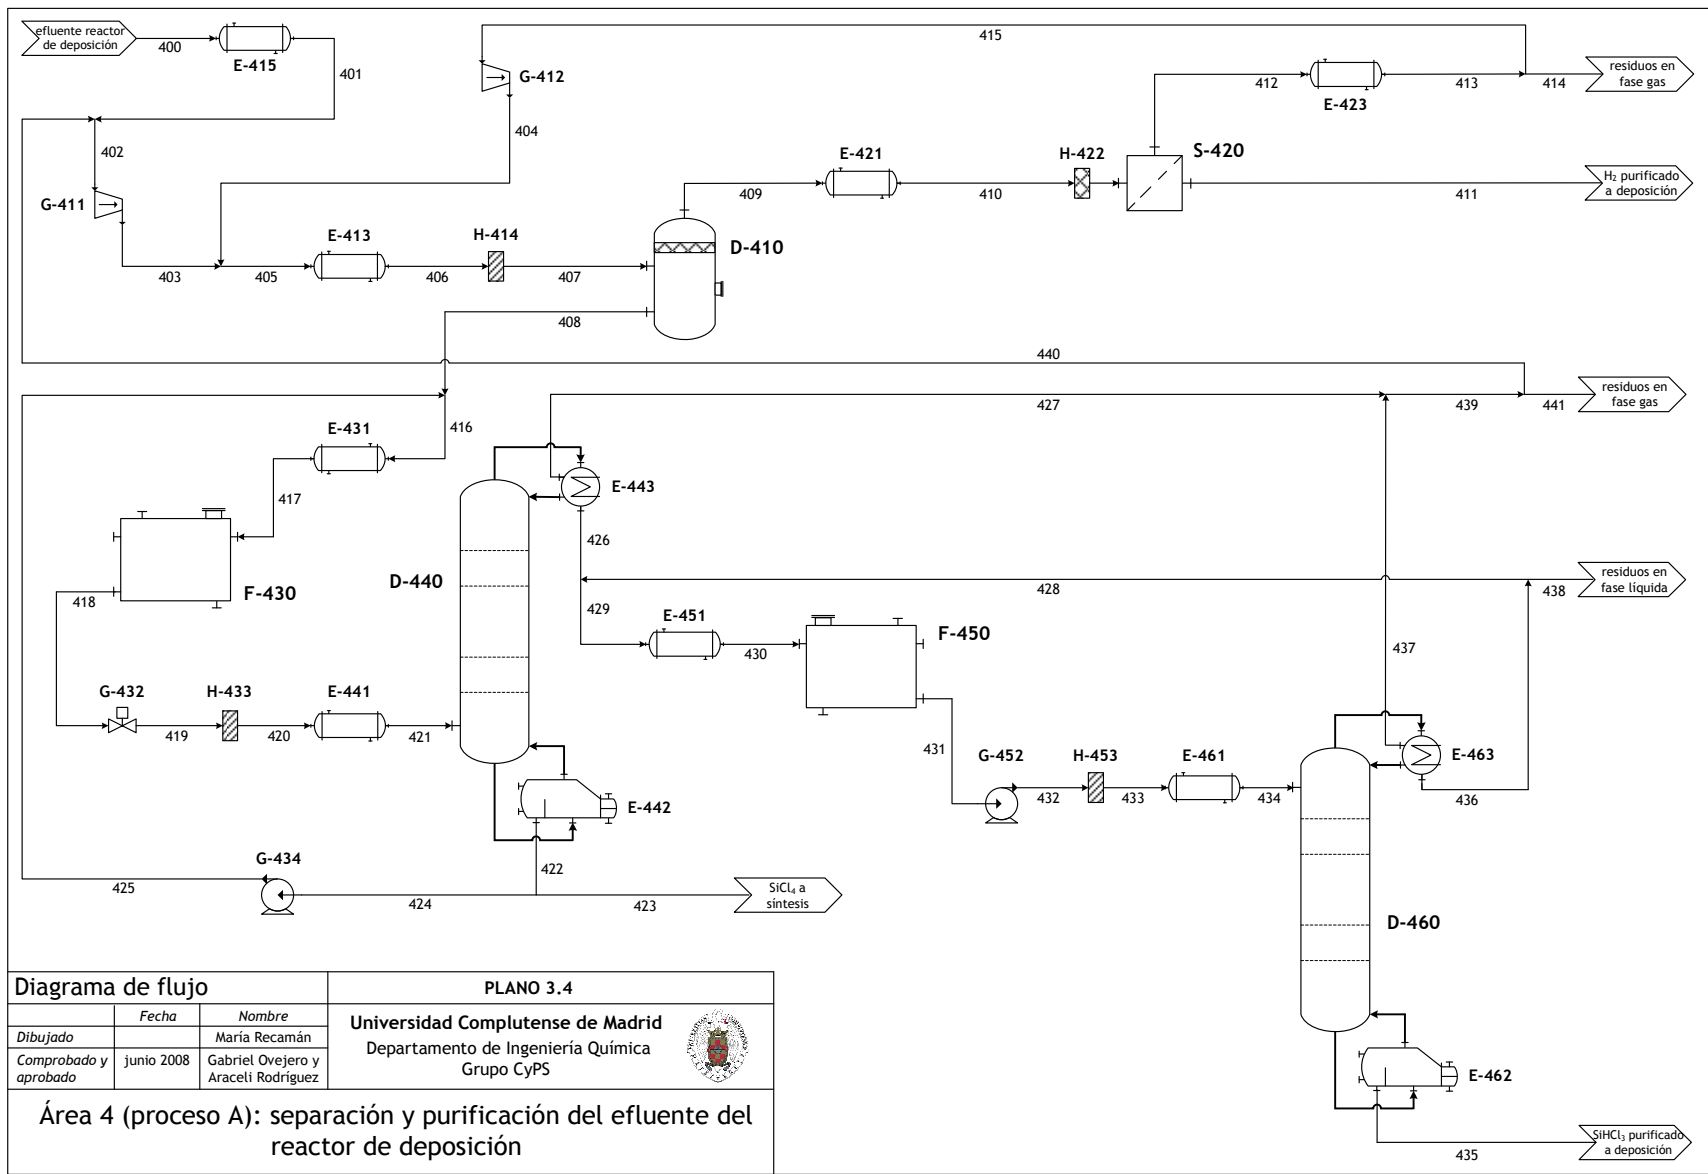 efluente reactor
de deposición
400
E-415
401
415
G-412
404
412
E-423
413
414
residuos en
fase gas
402
G-411
403
405
E-413
406
H-414
407
D-410
408
409
E-421
410
H-422
S-420
411
H₂ purificado
a deposición
440
427
439
441
residuos en
fase gas
E-431
416
417
E-443
426
D-440
F-430
418
428
438
residuos en
fase líquida
429
E-451
430
F-450
437
G-432
419
H-433
420
E-441
421
431
G-452
432
H-453
433
E-461
434
E-463
436
E-442
422
G-434
425
424
423
SiCl₄ a
síntesis
D-460
E-462
435
SiHCl₃ purificado
a deposición
Diagrama de flujo
PLANO 3.4
Fecha
Nombre
Dibujado
María Recamán
Comprobado y
aprobado
junio 2008
Gabriel Ovejero y
Araceli Rodríguez
Universidad Complutense de Madrid
Departamento de Ingeniería Química
Grupo CyPS
Área 4 (proceso A): separación y purificación del efluente del
reactor de deposición